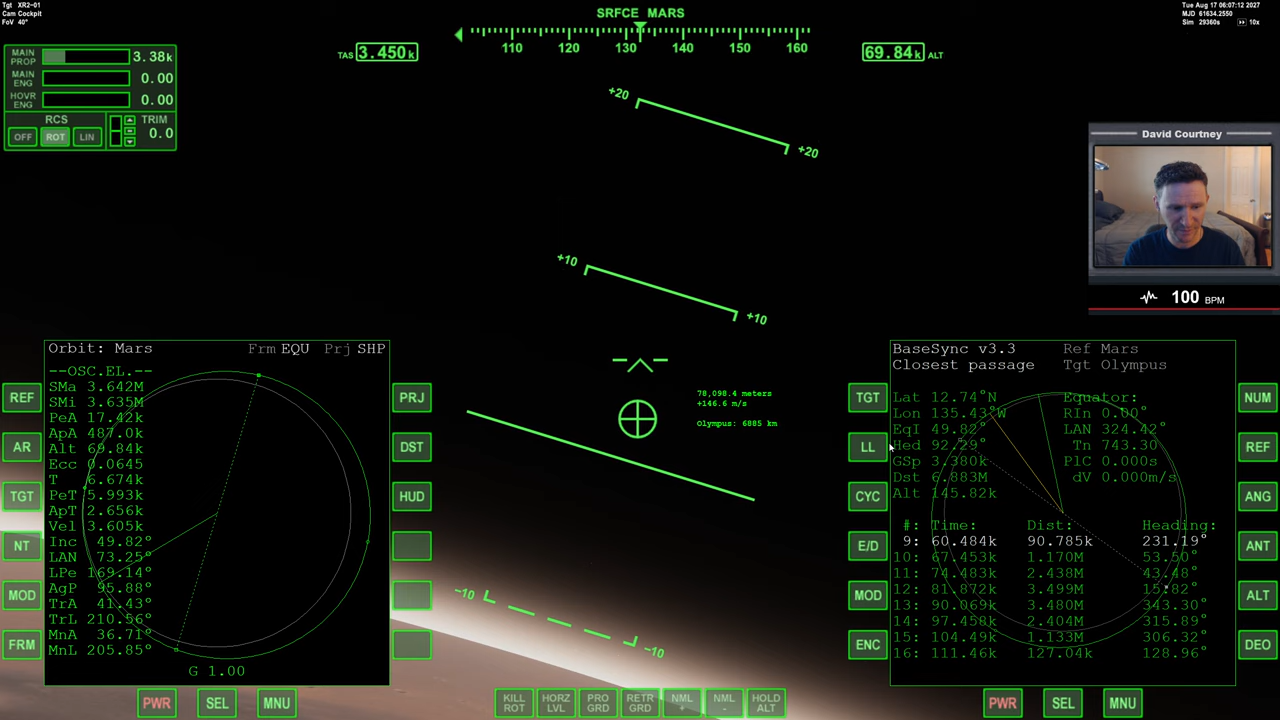 Tgt XR2-01
Cam Cockpit
FoV 40°
SRFCE MARS
Tue Aug 17 06:07:12 2027
MJD 61634.2550
Sim 29360s 10x
MAIN PROP 3.38k
MAIN ENG 0.00
HOVR ENG 0.00
RCS TRIM
OFF ROT LIN 0.0
TAS 3.450k
110 120 130 140 150 160
69.84k ALT
+20 +20
+10 +10
-10 -10
78,098.4 meters
+146.6 m/s
Olympus: 6885 km
David Courtney
100 BPM
Orbit: Mars Frm EQU Prj SHP
--OSC.EL.--
SMa 3.642M
SMi 3.635M
PeA 17.42k
ApA 487.0k
Alt 69.84k
Ecc 0.0645
T 6.674k
PeT 5.993k
ApT 2.656k
Vel 3.605k
Inc 49.82°
LAN 73.25°
LPe 169.14°
AgP 95.88°
TrA 41.43°
TrL 210.56°
MnA 36.71°
MnL 205.85°
G 1.00
REF
AR
TGT
NT
MOD
FRM
PRJ
DST
HUD
PWR SEL MNU
KILL ROT
HORZ LVL
PRO GRD
RETR GRD
NML +
NML -
HOLD ALT
BaseSync v3.3 Ref Mars
Closest passage Tgt Olympus
Lat 12.74°N Equator:
Lon 135.43°W RIn 0.00°
EqI 49.82° LAN 324.42°
Hed 92.29° Tn 743.30
GSp 3.380k PlC 0.000s
Dst 6.883M dV 0.000m/s
Alt 145.82k
#: Time: Dist: Heading:
9: 60.484k 90.785k 231.19°
10: 67.453k 1.170M 53.50°
11: 74.483k 2.438M 43.48°
12: 81.872k 3.499M 15.82
13: 90.069k 3.480M 343.30°
14: 97.458k 2.404M 315.89°
15: 104.49k 1.133M 306.32°
16: 111.46k 127.04k 128.96°
TGT
LL
CYC
E/D
MOD
ENC
NUM
REF
ANG
ANT
ALT
DEO
PWR SEL MNU